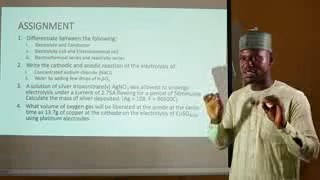 ASSIGNMENT
1. Differentiate between the following:
i. Electrolyte and Conductor
ii. Electrolytic cell and Electrochemical cell
iii. Electrochemical series and reactivity series
2. Write the cathodic and anodic reaction of the electrolysis of:
i. Concentrated sodium chloride (NaCl)
ii. Water by adding few drops of H₂SO₄
3. A solution of silver trioxonitrate(v) AgNO₃ was allowed to undergo
electrolysis under a current of 2.75A flowing for a period of 56minutes.
Calculate the mass of silver deposited. (Ag = 108, F = 96500C)
4. What volume of oxygen gas will be liberated at the anode at the same
time as 13.7g of copper at the cathode on the electrolysis of CuSO₄
using platinum electrodes